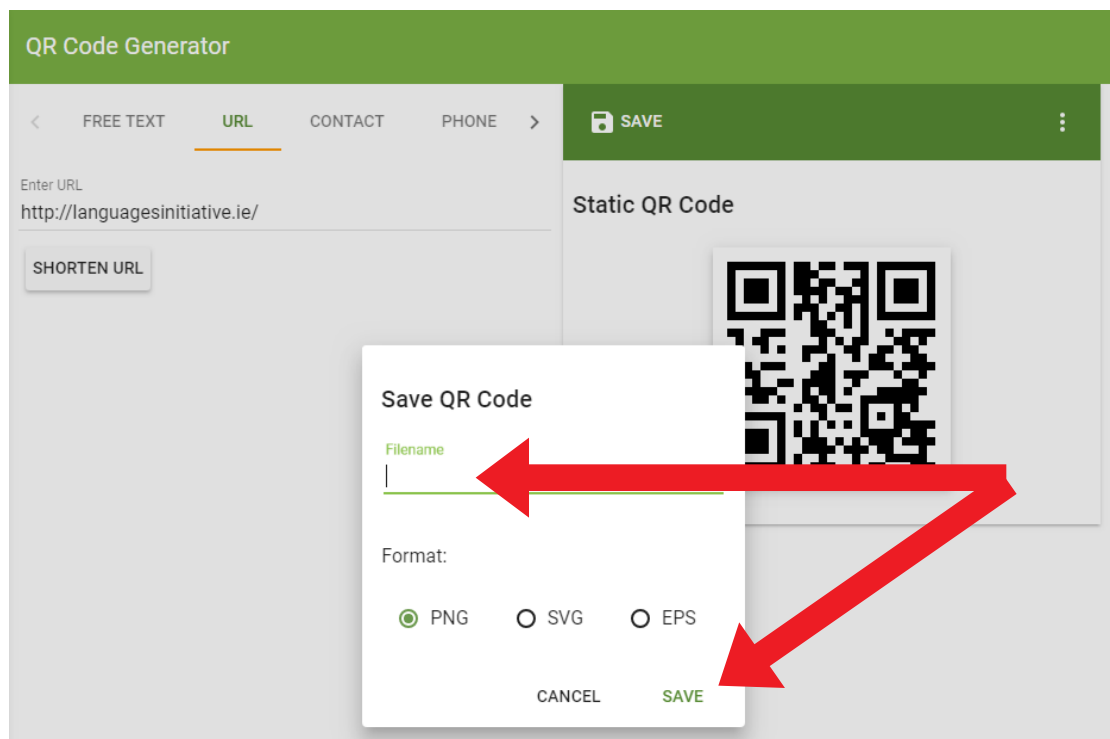 QR Code Generator
FREE TEXT URL CONTACT PHONE
SAVE
Enter URL
http://languagesinitiative.ie/
SHORTEN URL
Static QR Code
Save QR Code
Filename
Format:
PNG SVG EPS
CANCEL SAVE